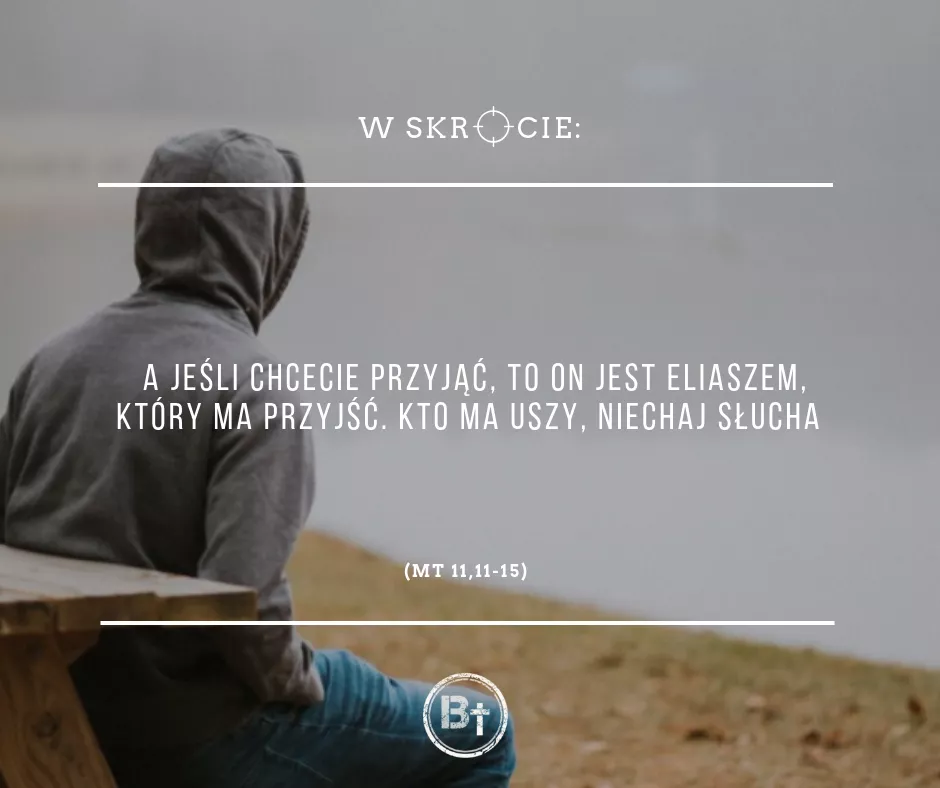 W SKROCIE:
A JEŚLI CHCECIE PRZYJĄĆ, TO ON JEST ELIASZEM,
KTÓRY MA PRZYJŚĆ. KTO MA USZY, NIECHAJ SŁUCHA
(MT 11,11-15)
B†